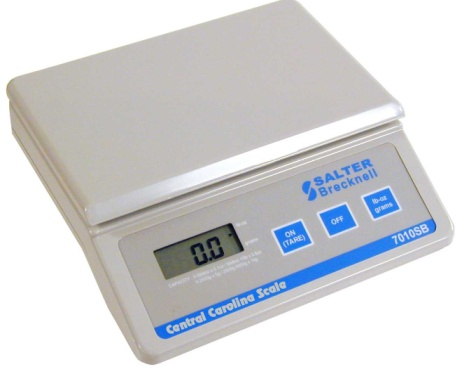 SALTER
Brecknell
lb-oz
grams
OFF
ON
(TARE)
0.0
7010SB
Central Carolina Scale